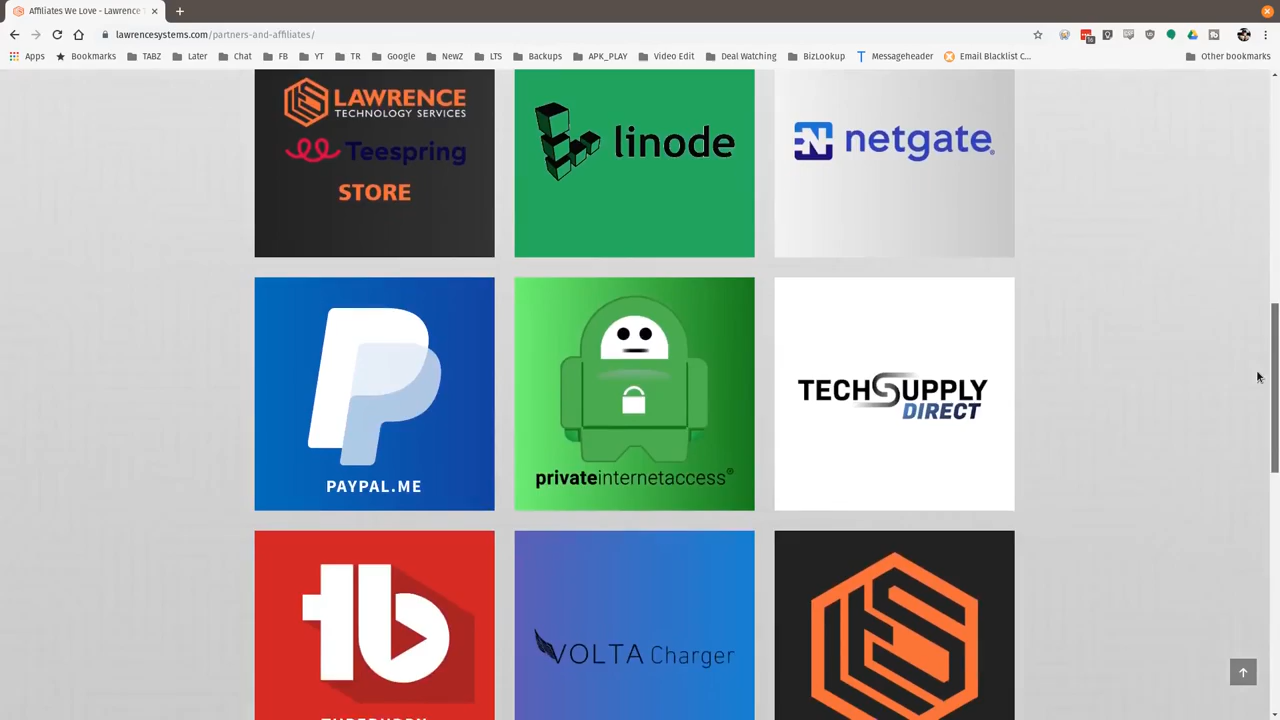 Affiliates We Love - Lawrence
lawrencesystems.com/partners-and-affiliates/
Apps Bookmarks TABZ Later Chat FB YT TR Google NewZ LTS Backups APK_PLAY Video Edit Deal Watching BizLookup Messageheader Email Blacklist C... Other bookmarks
LAWRENCE
TECHNOLOGY SERVICES
Teespring
STORE
linode
netgate®
PAYPAL.ME
privateinternetaccess®
TECHSUPPLY
DIRECT
tb
VOLTA Charger